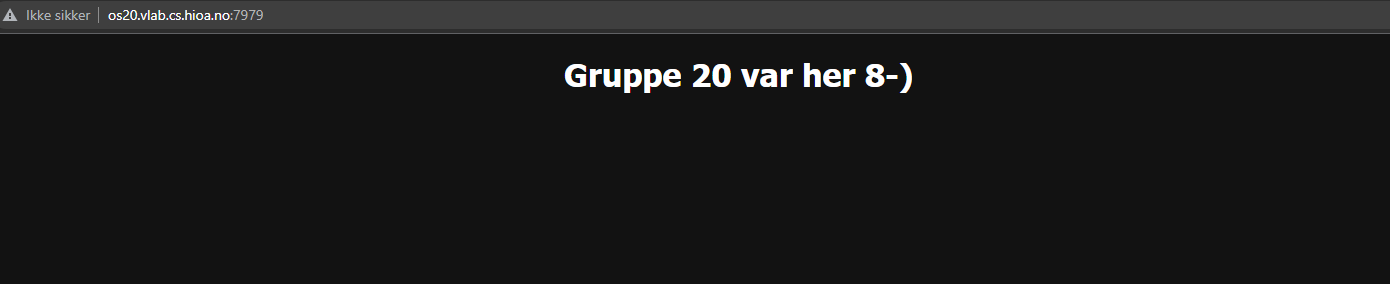 Ikke sikker os20.vlab.cs.hioa.no:7979
Gruppe 20 var her 8-)